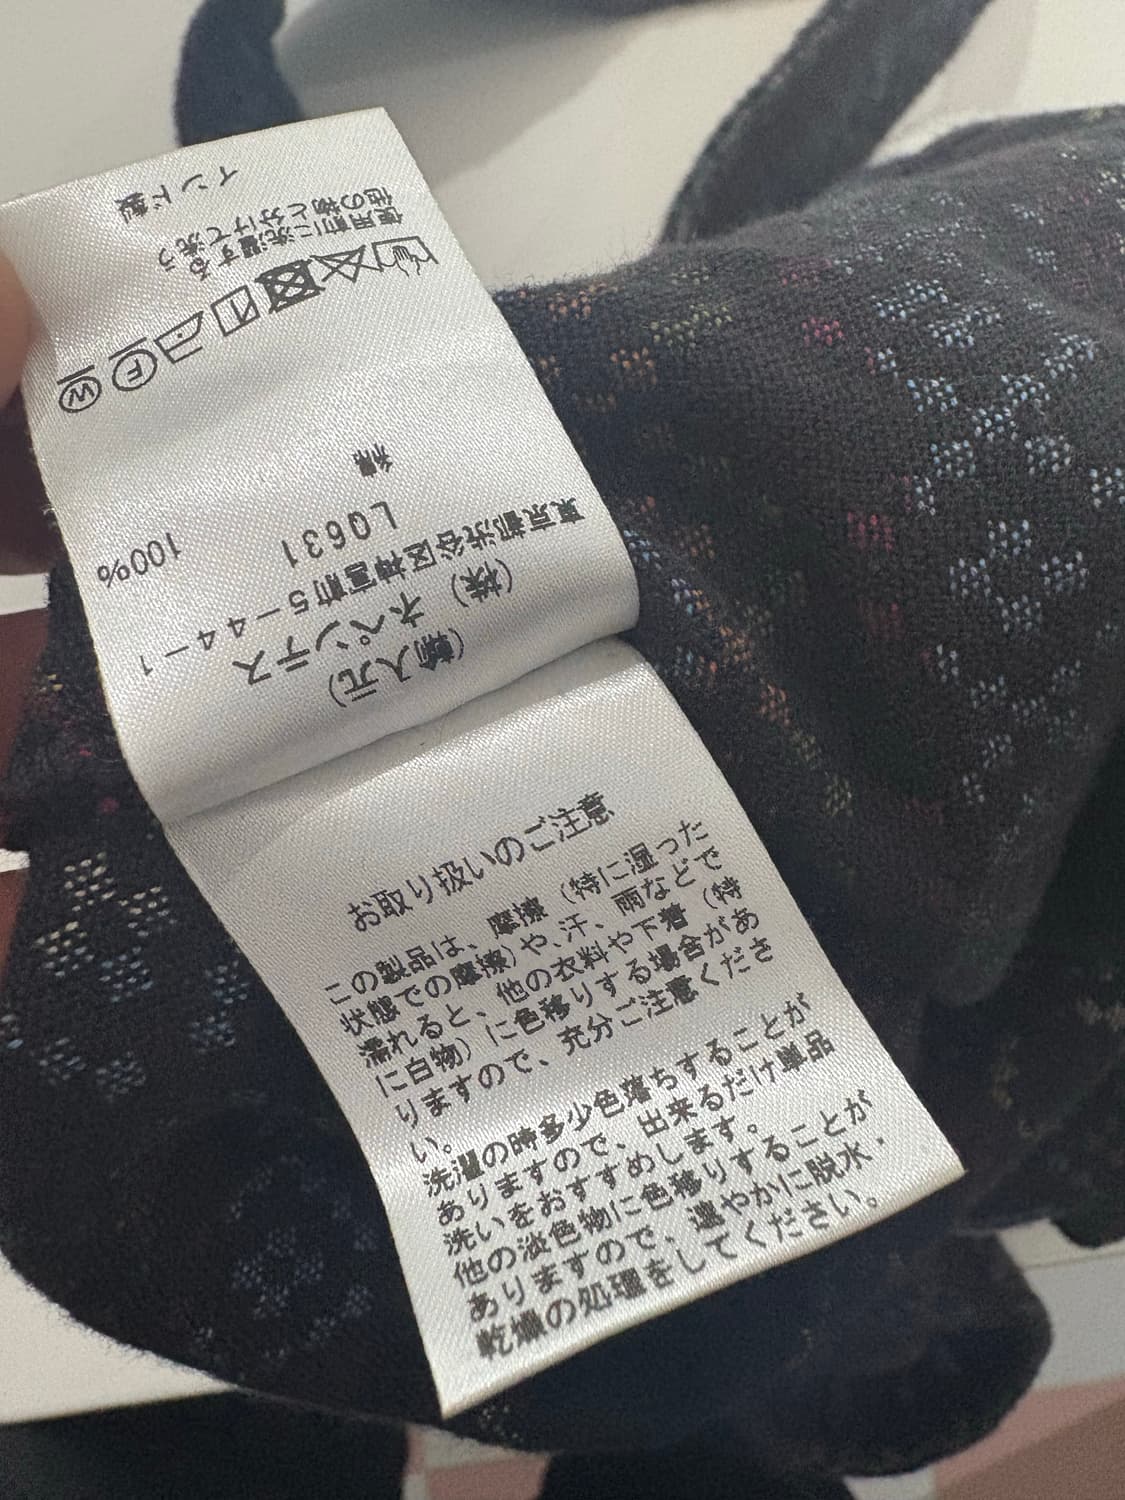 (輸入元)
(株) ネペンテス
東京都渋谷区神宮前5-44-1
LQ631
綿 100%
使用前に洗濯する
他の物と分けて洗う
インド製
お取り扱いのご注意
この製品は、摩擦（特に湿った
状態での摩擦）や、汗、雨などで
濡れると、他の衣料や下着（特
に白物）に色移りする場合があ
りますので、充分ご注意くださ
い。
洗濯の時多少色落ちすることが
ありますので、出来るだけ単品
洗いをおすすめします。
他の淡色物に色移りすることが
ありますので、速やかに脱水・
乾燥の処理をしてください。